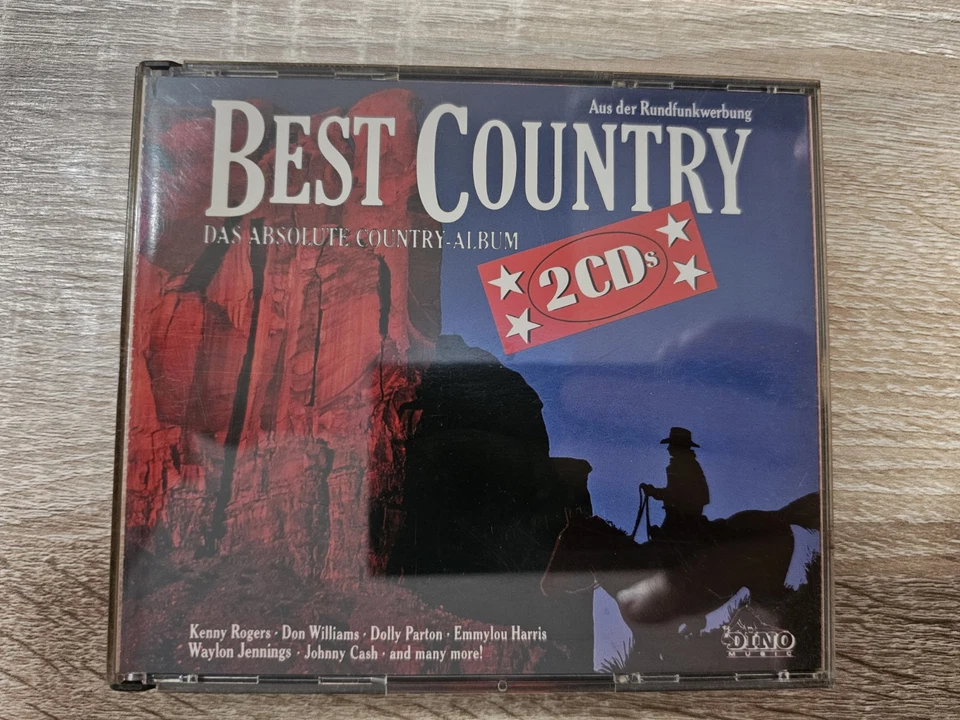 Aus der Rundfunkwerbung
BEST COUNTRY
DAS ABSOLUTE COUNTRY-ALBUM
2CDs
Kenny Rogers · Don Williams · Dolly Parton · Emmylou Harris
Waylon Jennings · Johnny Cash · and many more!
DINO
MUSIC